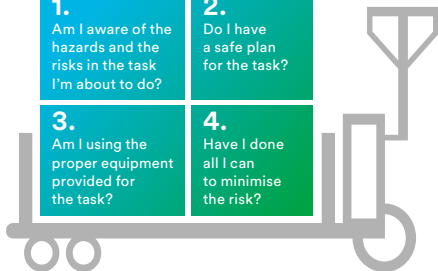 1.
Am I aware of the
hazards and the
risks in the task
I'm about to do?
2.
Do I have
a safe plan
for the task?
3.
Am I using the
proper equipment
provided for
the task?
4.
Have I done
all I can
to minimise
the risk?